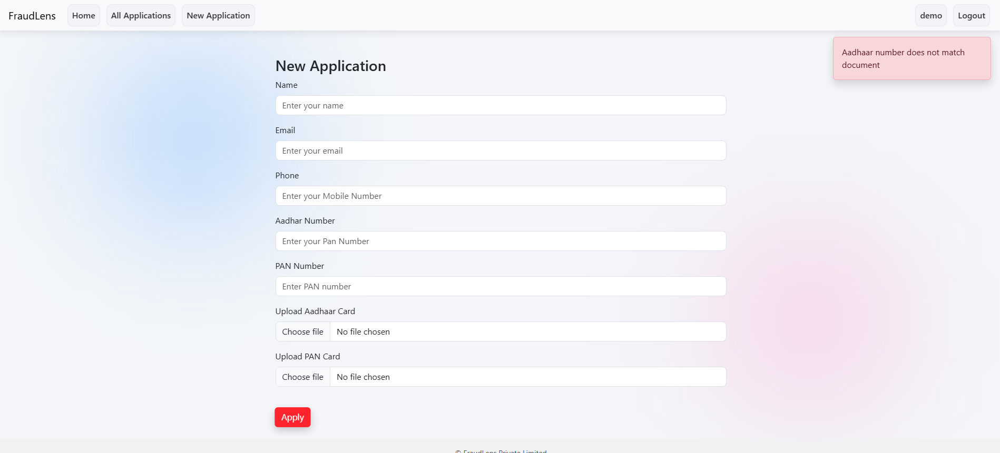 FraudLens Home All Applications New Application demo Logout
Aadhaar number does not match
document
New Application
Name
Enter your name
Email
Enter your email
Phone
Enter your Mobile Number
Aadhar Number
Enter your Pan Number
PAN Number
Enter PAN number
Upload Aadhaar Card
Choose file No file chosen
Upload PAN Card
Choose file No file chosen
Apply
© FraudLens Private Limited